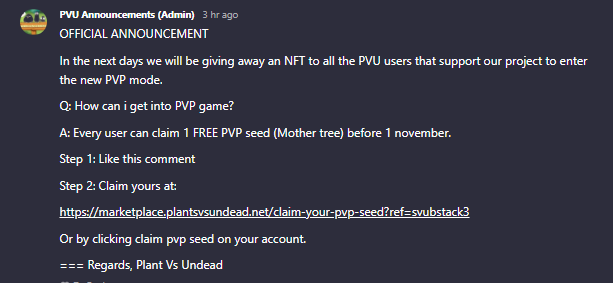 PVU Announcements (Admin) 3 hr ago
OFFICIAL ANNOUNCEMENT
In the next days we will be giving away an NFT to all the PVU users that support our project to enter
the new PVP mode.
Q: How can i get into PVP game?
A: Every user can claim 1 FREE PVP seed (Mother tree) before 1 november.
Step 1: Like this comment
Step 2: Claim yours at:
https://marketplace.plantsvsundead.net/claim-your-pvp-seed?ref=svubstack3
Or by clicking claim pvp seed on your account.
=== Regards, Plant Vs Undead